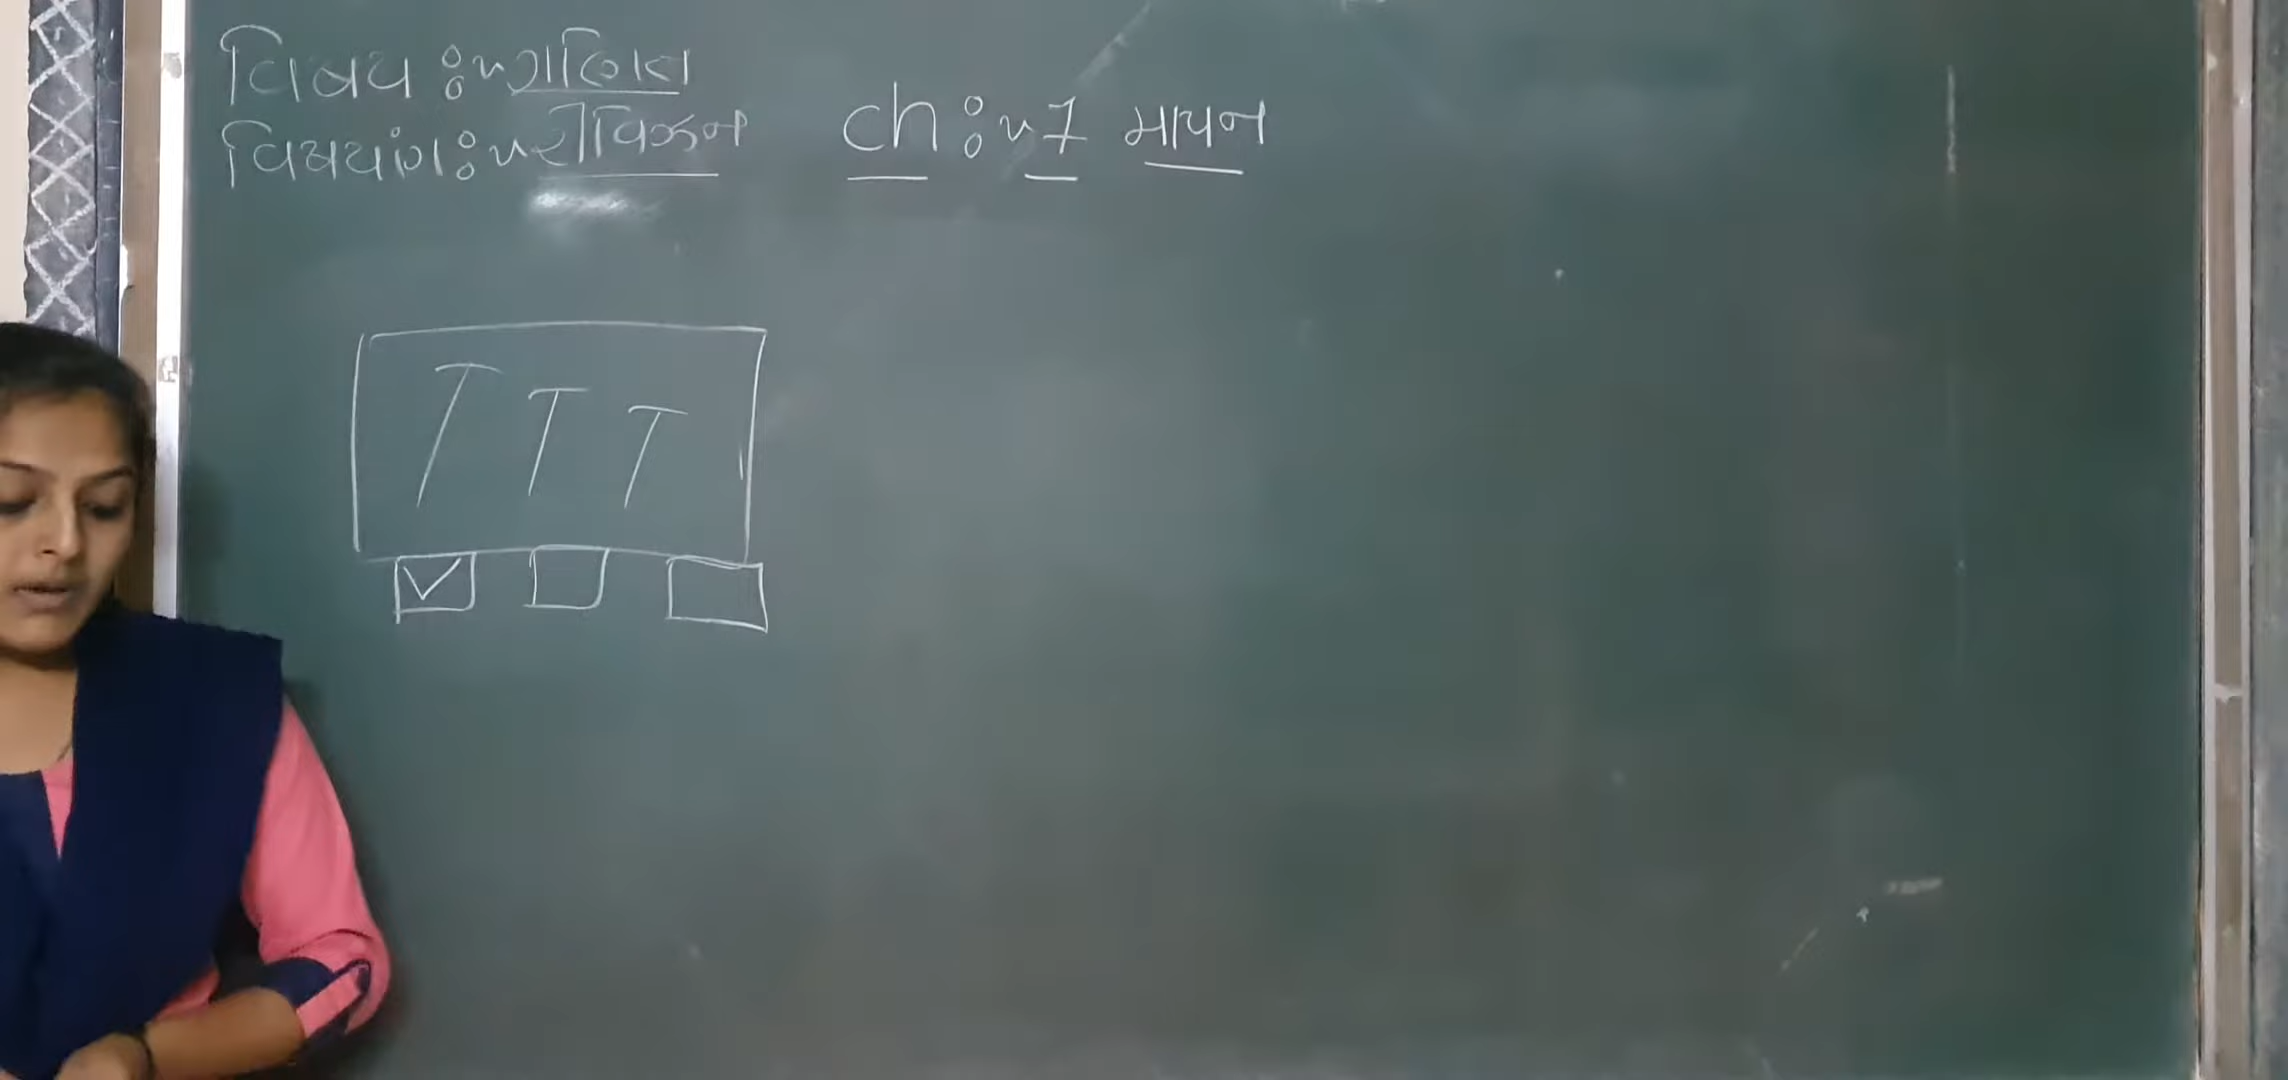 વિષય :- ગણિત
વિષયાંગ :- રીવિઝન ch :- 7 માપન
T T T